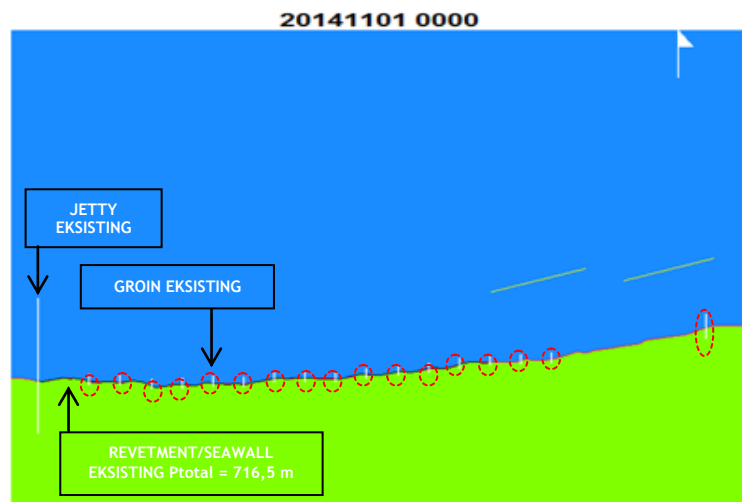 20141101 0000
JETTY
EKSISTING
GROIN EKSISTING
REVETMENT/SEAWALL
EKSISTING Ptotal = 716,5 m